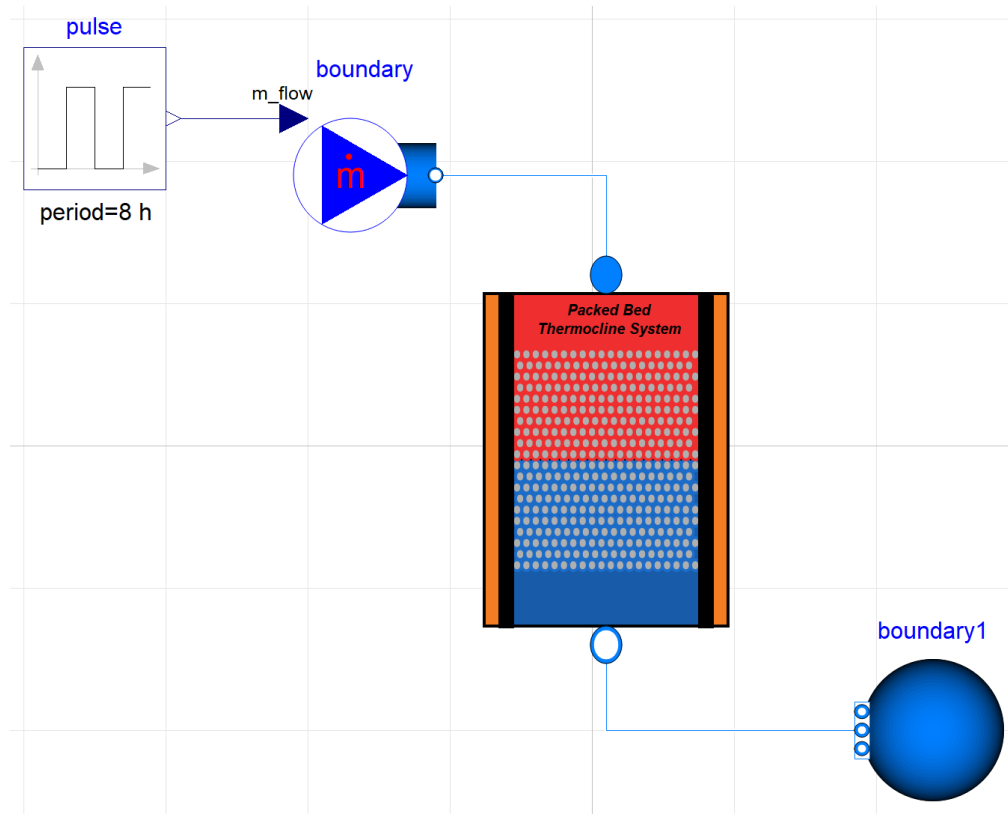 pulse
boundary
m_flow
ṁ
period=8 h
Packed Bed
Thermocline System
boundary1